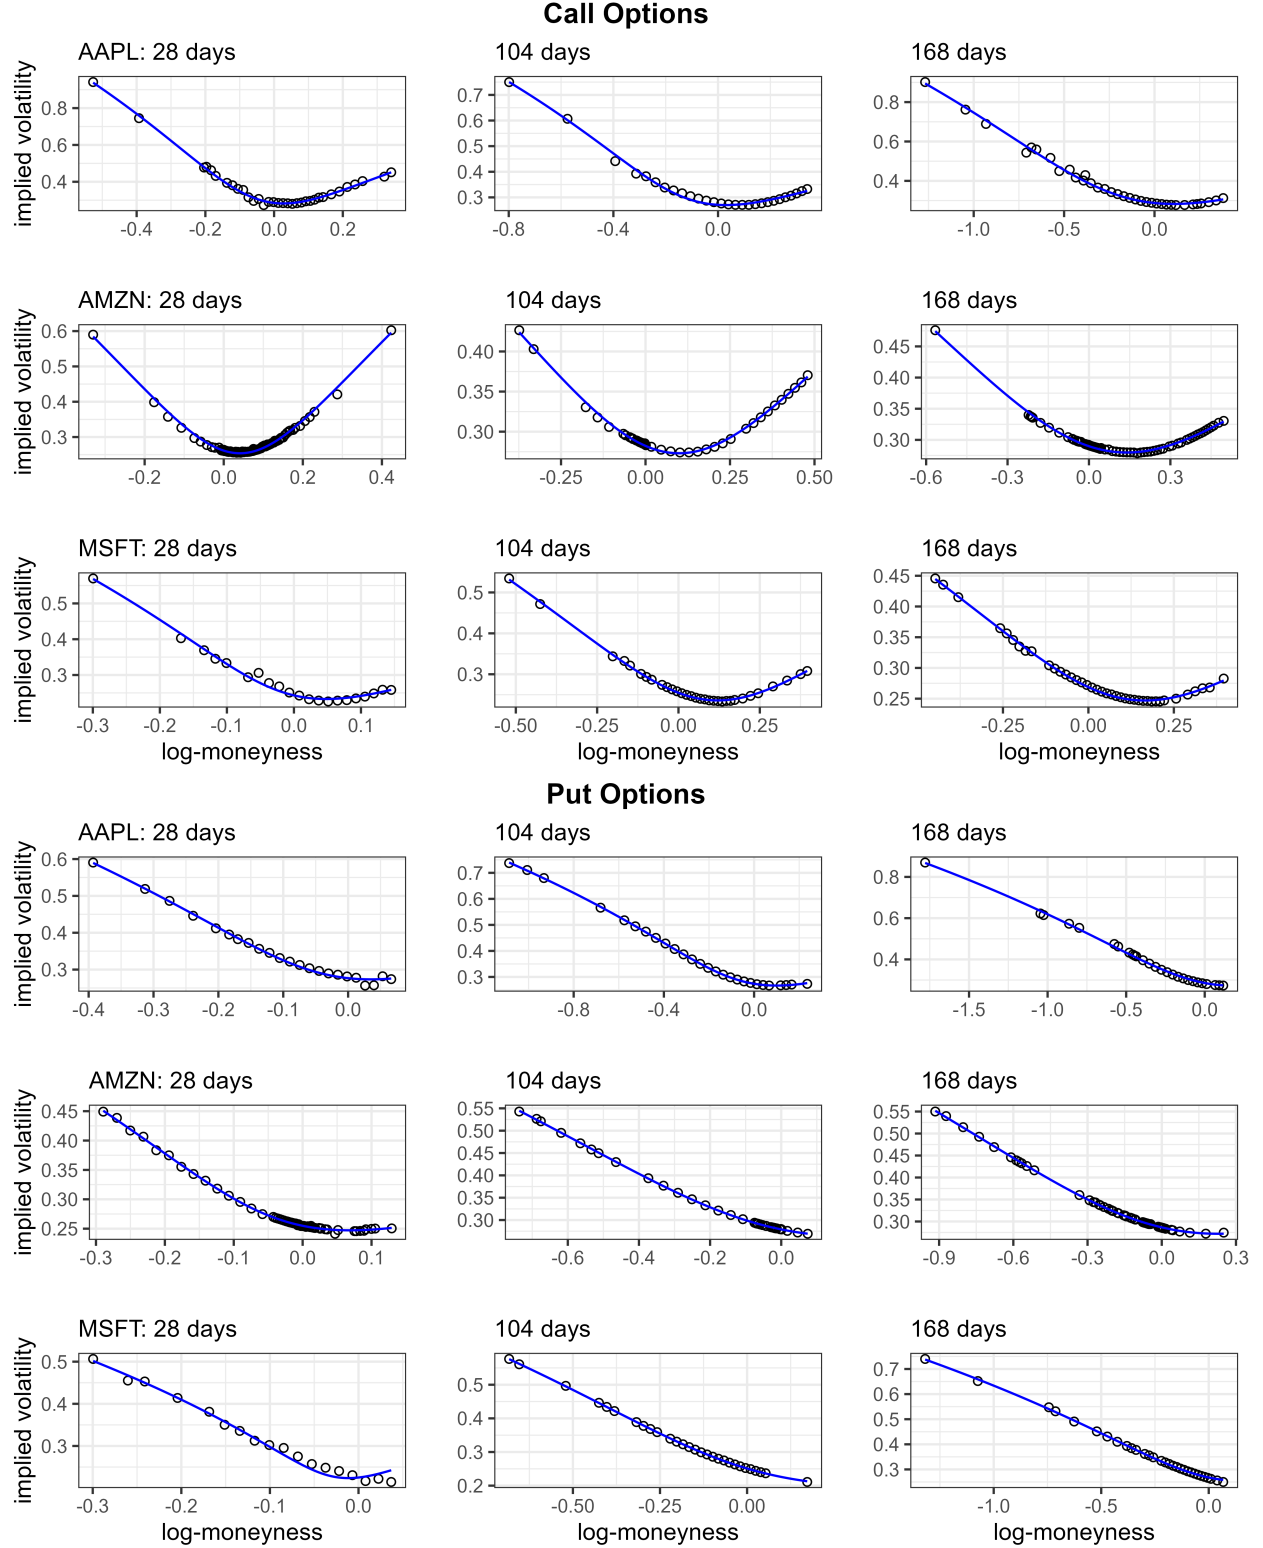 Call Options
AAPL: 28 days
104 days
168 days
implied volatility
0.8
0.6
0.4
-0.4 -0.2 0.0 0.2
0.7
0.6
0.5
0.4
0.3
-0.8 -0.4 0.0
0.8
0.6
0.4
-1.0 -0.5 0.0
AMZN: 28 days
104 days
168 days
implied volatility
0.6
0.5
0.4
0.3
-0.2 0.0 0.2 0.4
0.40
0.35
0.30
-0.25 0.00 0.25 0.50
0.45
0.40
0.35
0.30
-0.6 -0.3 0.0 0.3
MSFT: 28 days
104 days
168 days
implied volatility
0.5
0.4
0.3
-0.3 -0.2 -0.1 0.0 0.1
0.5
0.4
0.3
-0.50 -0.25 0.00 0.25
0.45
0.40
0.35
0.30
0.25
-0.25 0.00 0.25
log-moneyness
log-moneyness
log-moneyness
Put Options
AAPL: 28 days
104 days
168 days
implied volatility
0.6
0.5
0.4
0.3
-0.4 -0.3 -0.2 -0.1 0.0
0.7
0.6
0.5
0.4
0.3
-0.8 -0.4 0.0
0.8
0.6
0.4
-1.5 -1.0 -0.5 0.0
AMZN: 28 days
104 days
168 days
implied volatility
0.45
0.40
0.35
0.30
0.25
-0.3 -0.2 -0.1 0.0 0.1
0.55
0.50
0.45
0.40
0.35
0.30
-0.6 -0.4 -0.2 0.0
0.55
0.50
0.45
0.40
0.35
0.30
-0.9 -0.6 -0.3 0.0 0.3
MSFT: 28 days
104 days
168 days
implied volatility
0.5
0.4
0.3
-0.3 -0.2 -0.1 0.0
0.5
0.4
0.3
0.2
-0.50 -0.25 0.00
0.7
0.6
0.5
0.4
0.3
-1.0 -0.5 0.0
log-moneyness
log-moneyness
log-moneyness